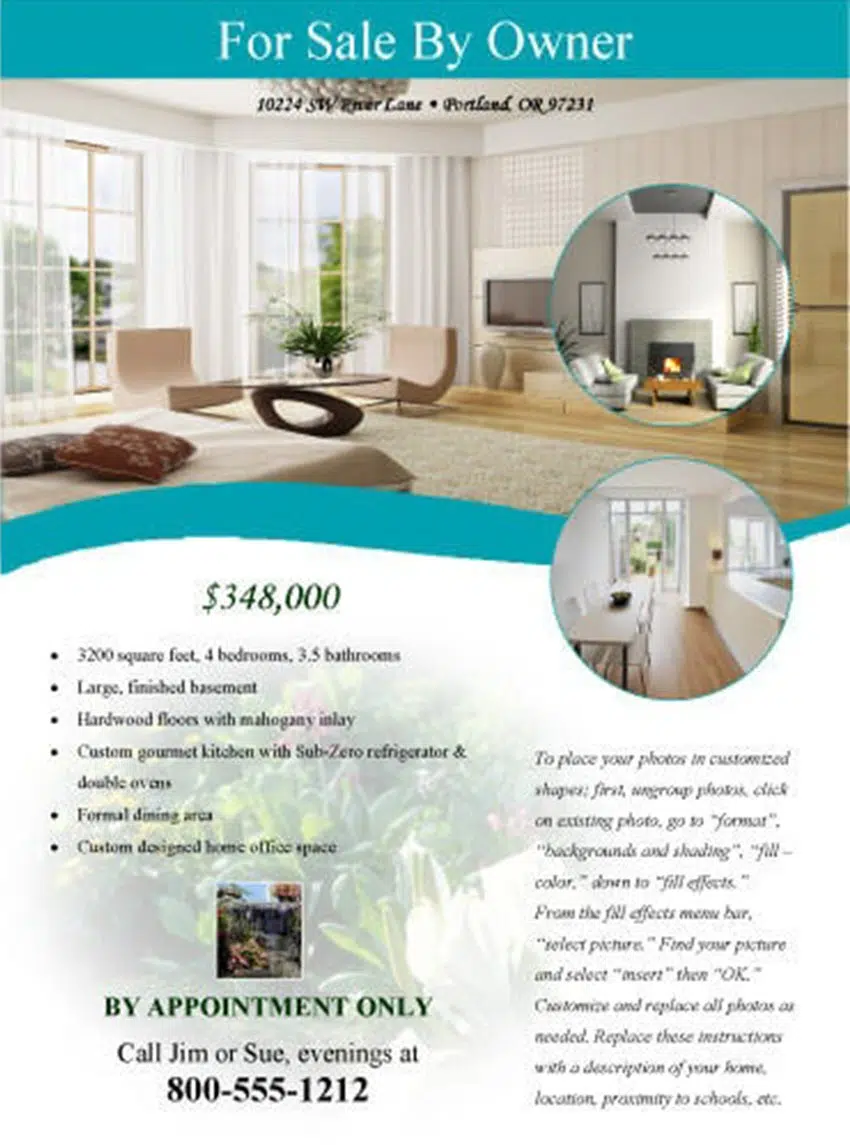 For Sale By Owner
10224 SW River Lane • Portland, OR 97231
$348,000
• 3200 square feet, 4 bedrooms, 3.5 bathrooms
• Large, finished basement
• Hardwood floors with mahogany inlay
• Custom gourmet kitchen with Sub-Zero refrigerator &
double ovens
• Formal dining area
• Custom designed home office space
BY APPOINTMENT ONLY
Call Jim or Sue, evenings at
800-555-1212
To place your photos in customized
shapes; first, ungroup photos, click
on existing photo, go to “format”,
“backgrounds and shading”, “fill –
color,” down to “fill effects.”
From the fill effects menu bar,
“select picture.” Find your picture
and select “insert” then “OK.”
Customize and replace all photos as
needed. Replace these instructions
with a description of your home,
location, proximity to schools, etc.